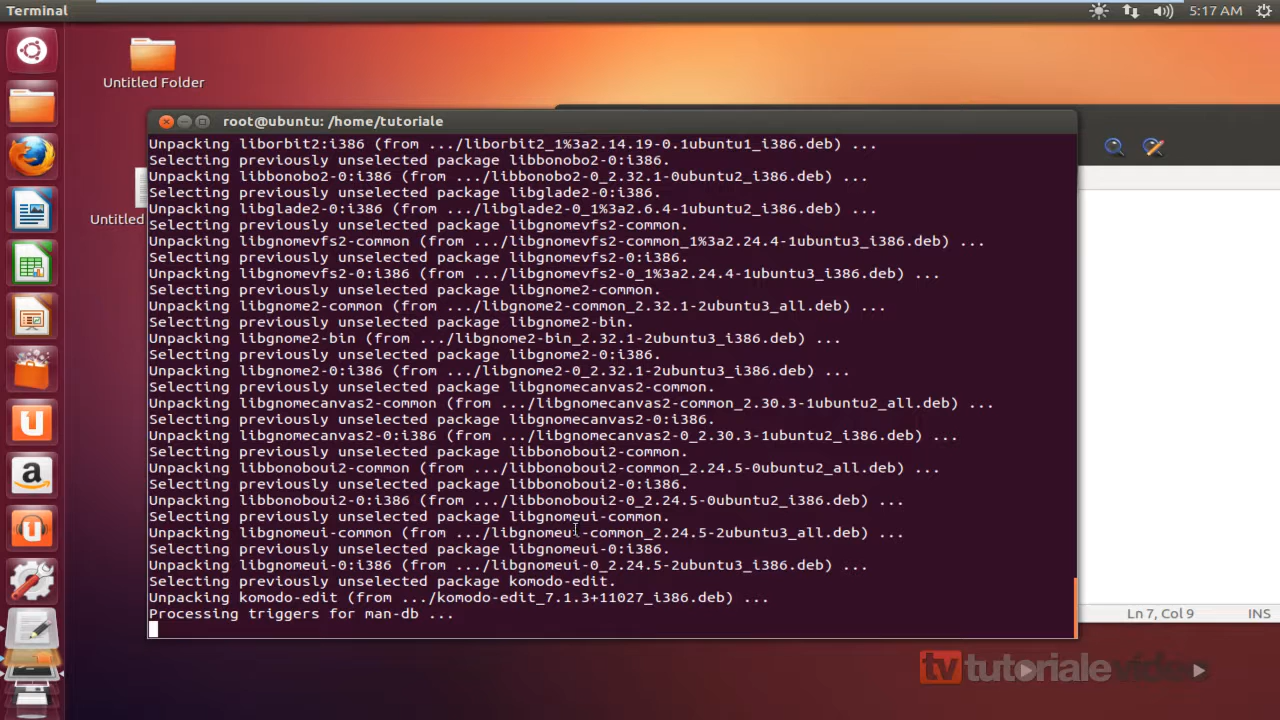 Terminal
5:17 AM
Untitled Folder
Untitled
root@ubuntu: /home/tutoriale
Unpacking liborbit2:i386 (from .../liborbit2_1%3a2.14.19-0.1ubuntu1_i386.deb) ...
Selecting previously unselected package libbonobo2-0:i386.
Unpacking libbonobo2-0:i386 (from .../libbonobo2-0_2.32.1-0ubuntu2_i386.deb) ...
Selecting previously unselected package libglade2-0:i386.
Unpacking libglade2-0:i386 (from .../libglade2-0_1%3a2.6.4-1ubuntu2_i386.deb) ...
Selecting previously unselected package libgnomevfs2-common.
Unpacking libgnomevfs2-common (from .../libgnomevfs2-common_1%3a2.24.4-1ubuntu3_i386.deb) ...
Selecting previously unselected package libgnomevfs2-0:i386.
Unpacking libgnomevfs2-0:i386 (from .../libgnomevfs2-0_1%3a2.24.4-1ubuntu3_i386.deb) ...
Selecting previously unselected package libgnome2-common.
Unpacking libgnome2-common (from .../libgnome2-common_2.32.1-2ubuntu3_all.deb) ...
Selecting previously unselected package libgnome2-bin.
Unpacking libgnome2-bin (from .../libgnome2-bin_2.32.1-2ubuntu3_i386.deb) ...
Selecting previously unselected package libgnome2-0:i386.
Unpacking libgnome2-0:i386 (from .../libgnome2-0_2.32.1-2ubuntu3_i386.deb) ...
Selecting previously unselected package libgnomecanvas2-common.
Unpacking libgnomecanvas2-common (from .../libgnomecanvas2-common_2.30.3-1ubuntu2_all.deb) ...
Selecting previously unselected package libgnomecanvas2-0:i386.
Unpacking libgnomecanvas2-0:i386 (from .../libgnomecanvas2-0_2.30.3-1ubuntu2_i386.deb) ...
Selecting previously unselected package libbonoboui2-common.
Unpacking libbonoboui2-common (from .../libbonoboui2-common_2.24.5-0ubuntu2_all.deb) ...
Selecting previously unselected package libbonoboui2-0:i386.
Unpacking libbonoboui2-0:i386 (from .../libbonoboui2-0_2.24.5-0ubuntu2_i386.deb) ...
Selecting previously unselected package libgnomeui-common.
Unpacking libgnomeui-common (from .../libgnomeui-common_2.24.5-2ubuntu3_all.deb) ...
Selecting previously unselected package libgnomeui-0:i386.
Unpacking libgnomeui-0:i386 (from .../libgnomeui-0_2.24.5-2ubuntu3_i386.deb) ...
Selecting previously unselected package komodo-edit.
Unpacking komodo-edit (from .../komodo-edit_7.1.3+11027_i386.deb) ...
Processing triggers for man-db ...
Ln 7, Col 9 INS
tv tutoriale